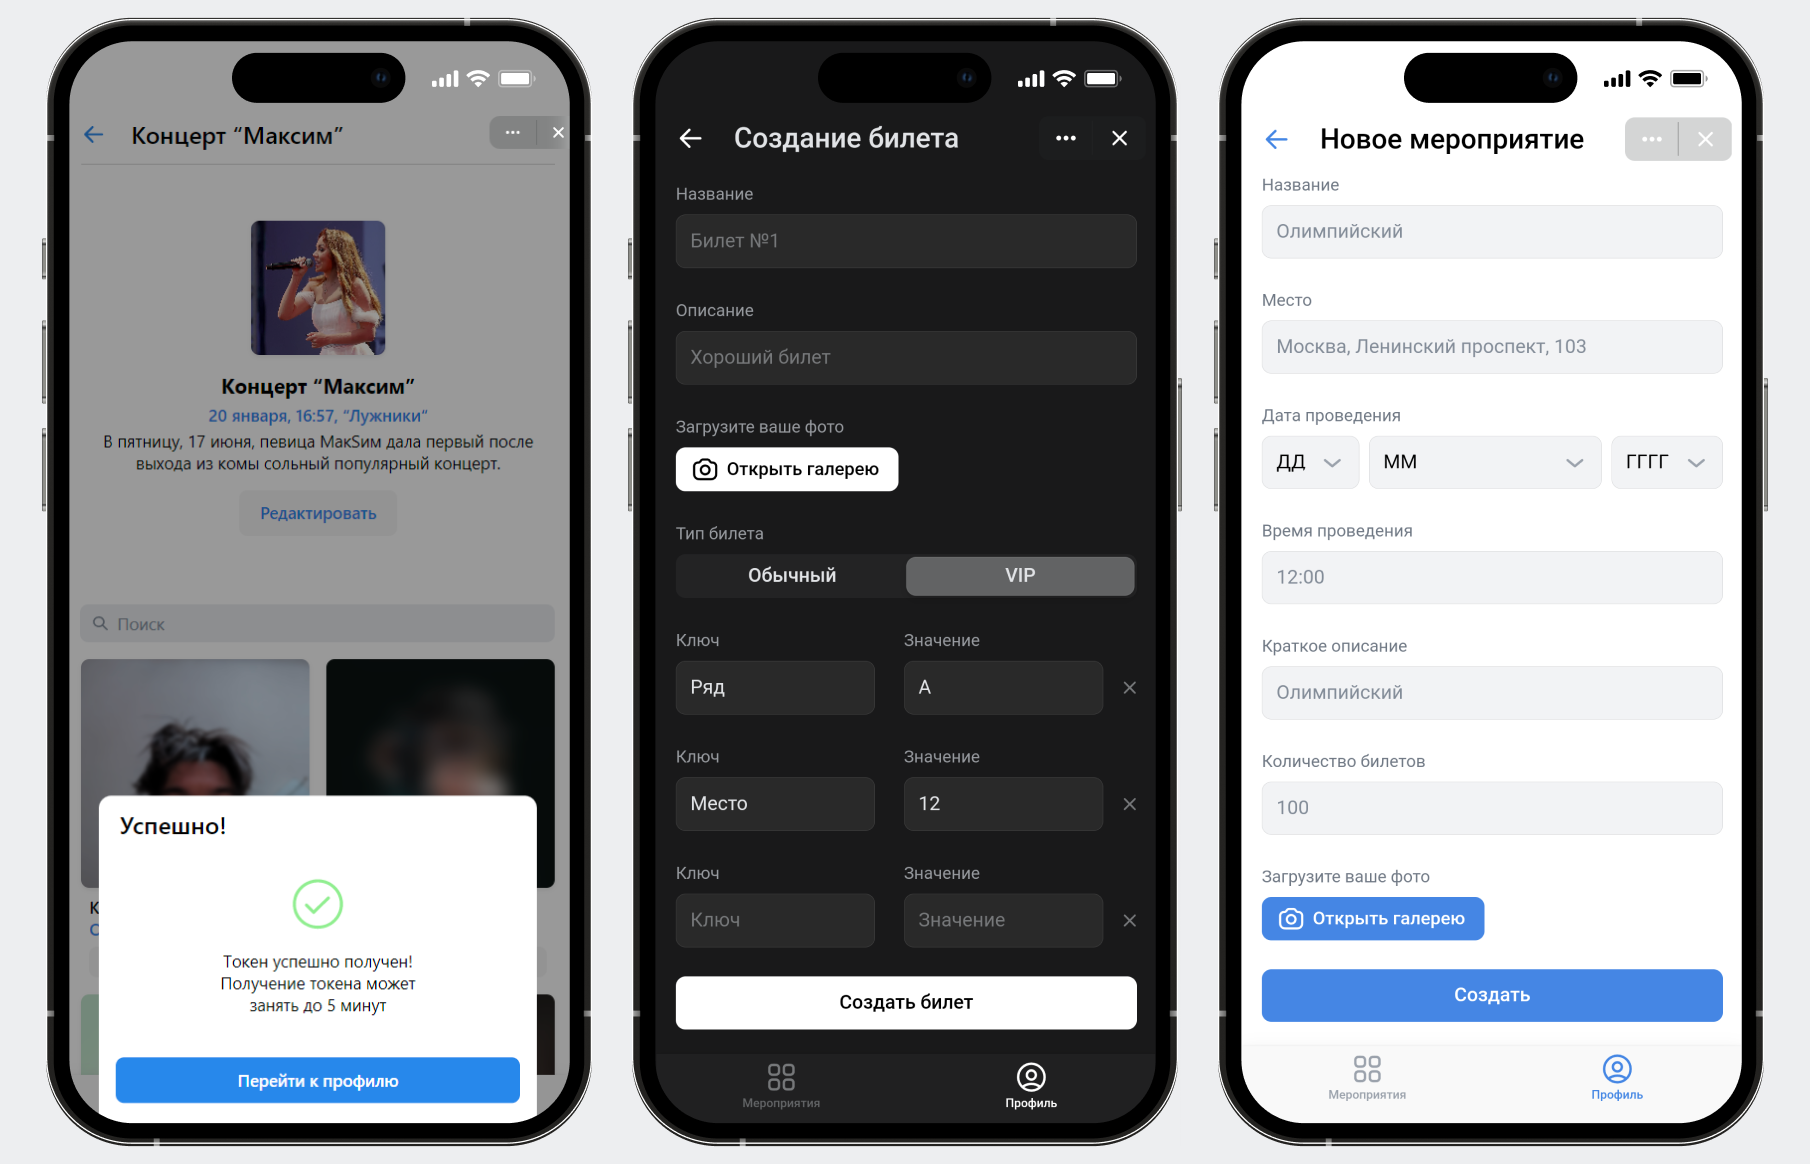 Концерт “Максим”
Концерт “Максим”
20 января, 16:57, “Лужники“
В пятницу, 17 июня, певица МакSим дала первый после
выхода из комы сольный популярный концерт.
Редактировать
Поиск
Успешно!
Токен успешно получен!
Получение токена может
занять до 5 минут
Перейти к профилю
Создание билета
Название
Билет №1
Описание
Хороший билет
Загрузите ваше фото
Открыть галерею
Тип билета
Обычный VIP
Ключ Значение
Ряд А
Ключ Значение
Место 12
Ключ Значение
Ключ Значение
Создать билет
Мероприятия Профиль
Новое мероприятие
Название
Олимпийский
Место
Москва, Ленинский проспект, 103
Дата проведения
ДД ММ ГГГГ
Время проведения
12:00
Краткое описание
Олимпийский
Количество билетов
100
Загрузите ваше фото
Открыть галерею
Создать
Мероприятия Профиль